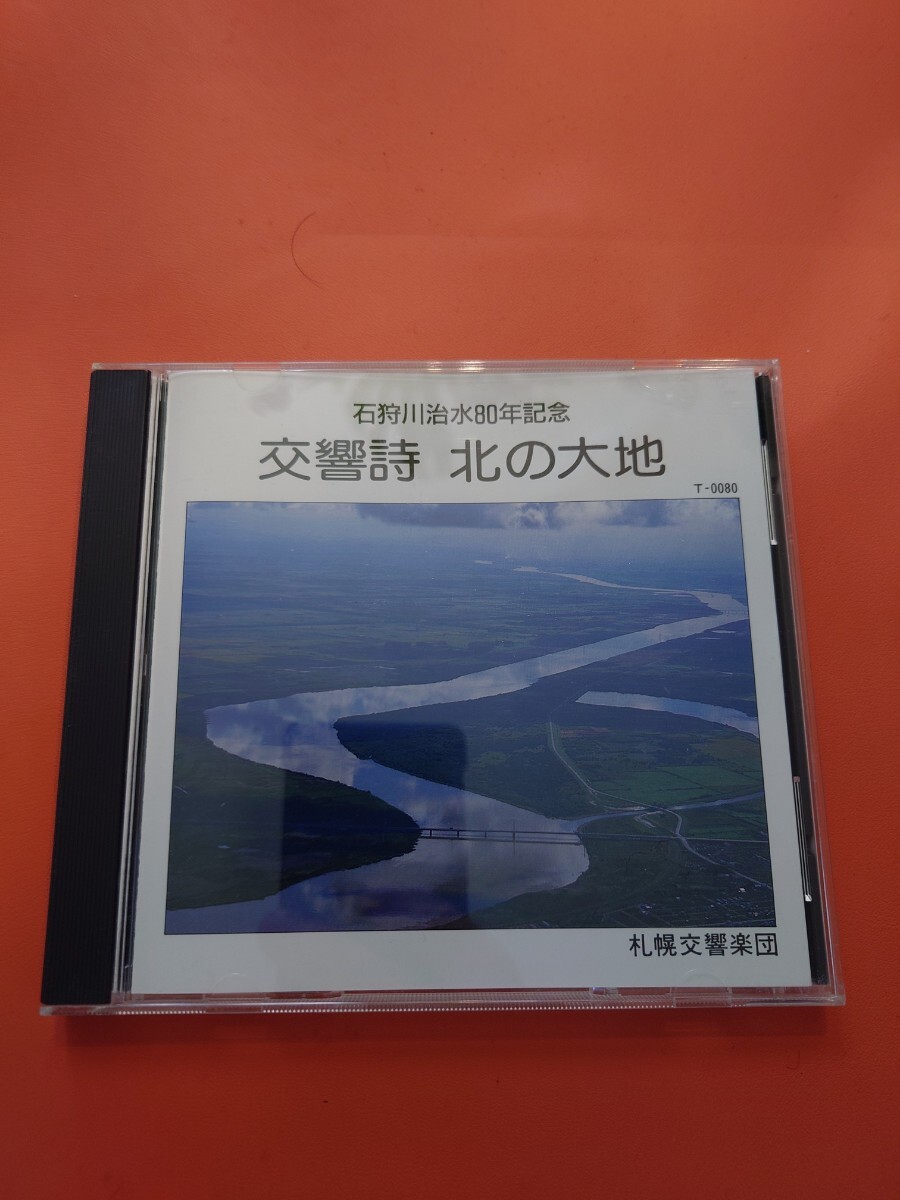 石狩川治水80年記念
交響詩 北の大地
T-0080
札幌交響楽団